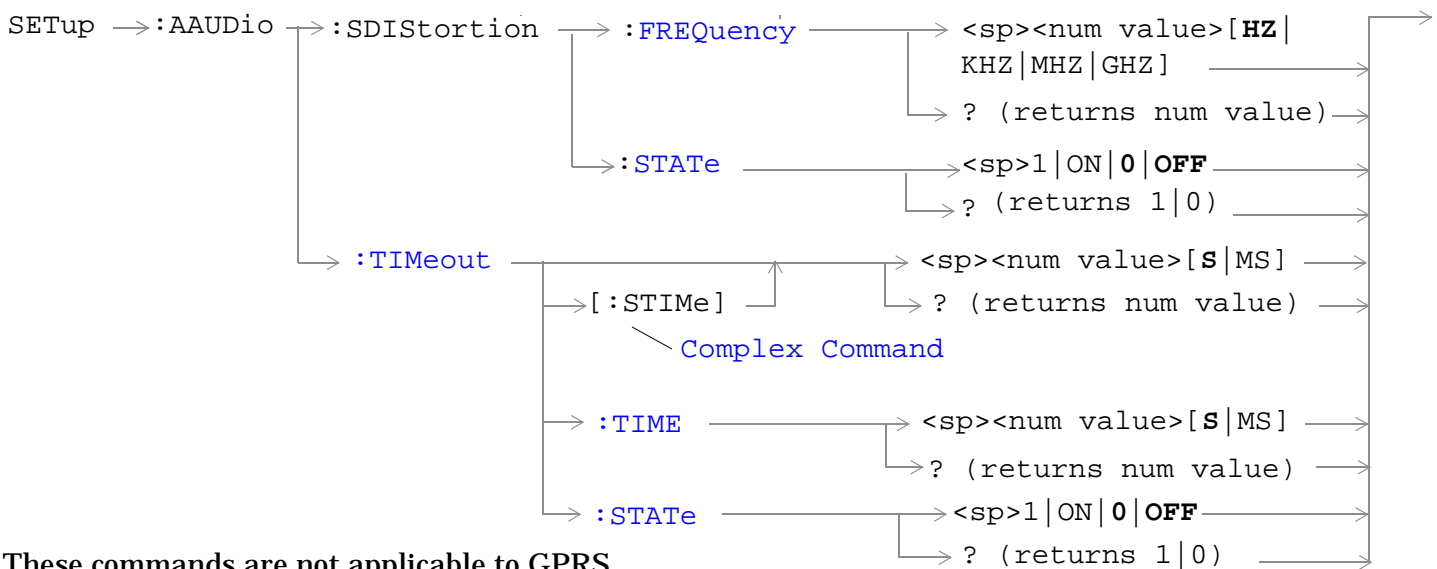 SETup :AAUDio :SDIStortion :FREQuency <sp><num value>[HZ|
KHZ|MHZ|GHZ]
? (returns num value)
:STATe <sp>1|ON|0|OFF
? (returns 1|0)
:TIMeout <sp><num value>[S|MS]
[:STIMe] ? (returns num value)
Complex Command
:TIME <sp><num value>[S|MS]
? (returns num value)
:STATe <sp>1|ON|0|OFF
? (returns 1|0)
These commands are not applicable to GPRS